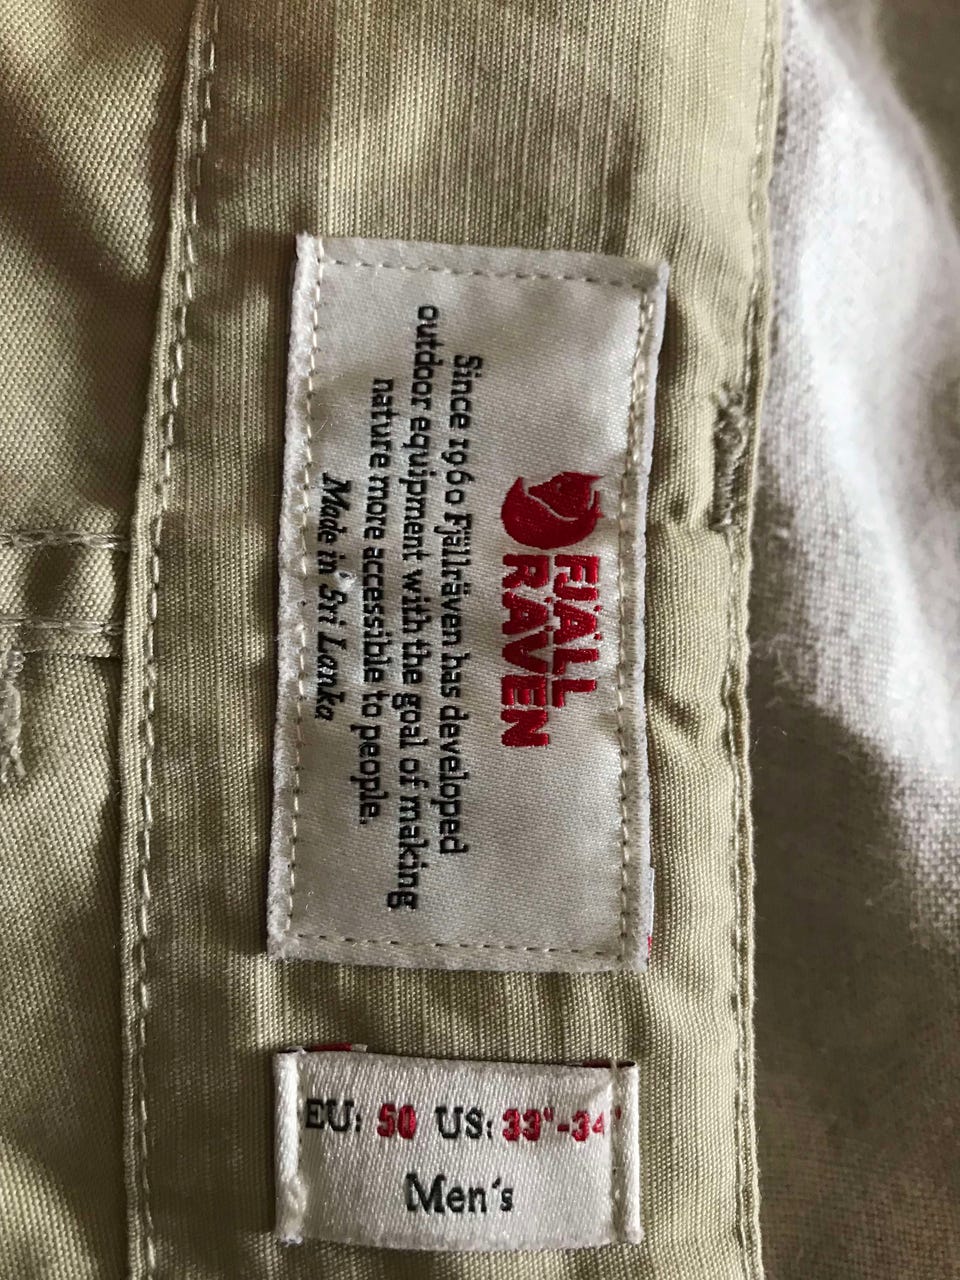 FJÄLL
RÄVEN
Since 1960 Fjällräven has developed
outdoor equipment with the goal of making
nature more accessible to people.
Made in Sri Lanka
EU: 50 US: 33"-34"
Men's